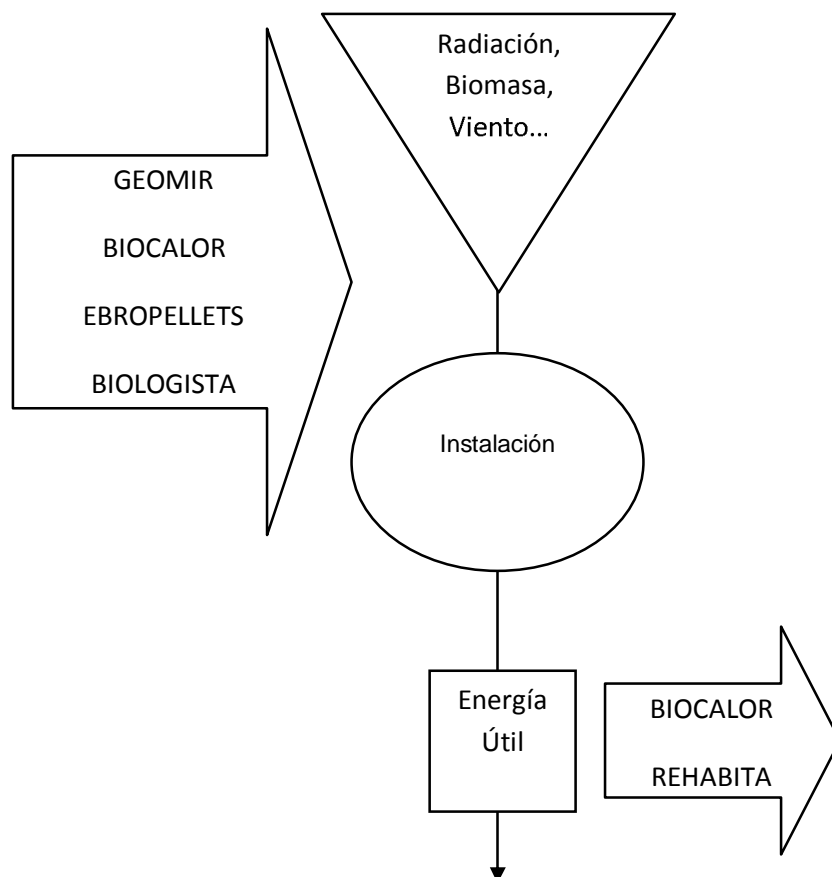 Radiación,
Biomasa,
Viento...
GEOMIR
BIOCALOR
EBROPELLETS
BIOLOGISTA
Instalación
Energía
Útil
BIOCALOR
REHABITA